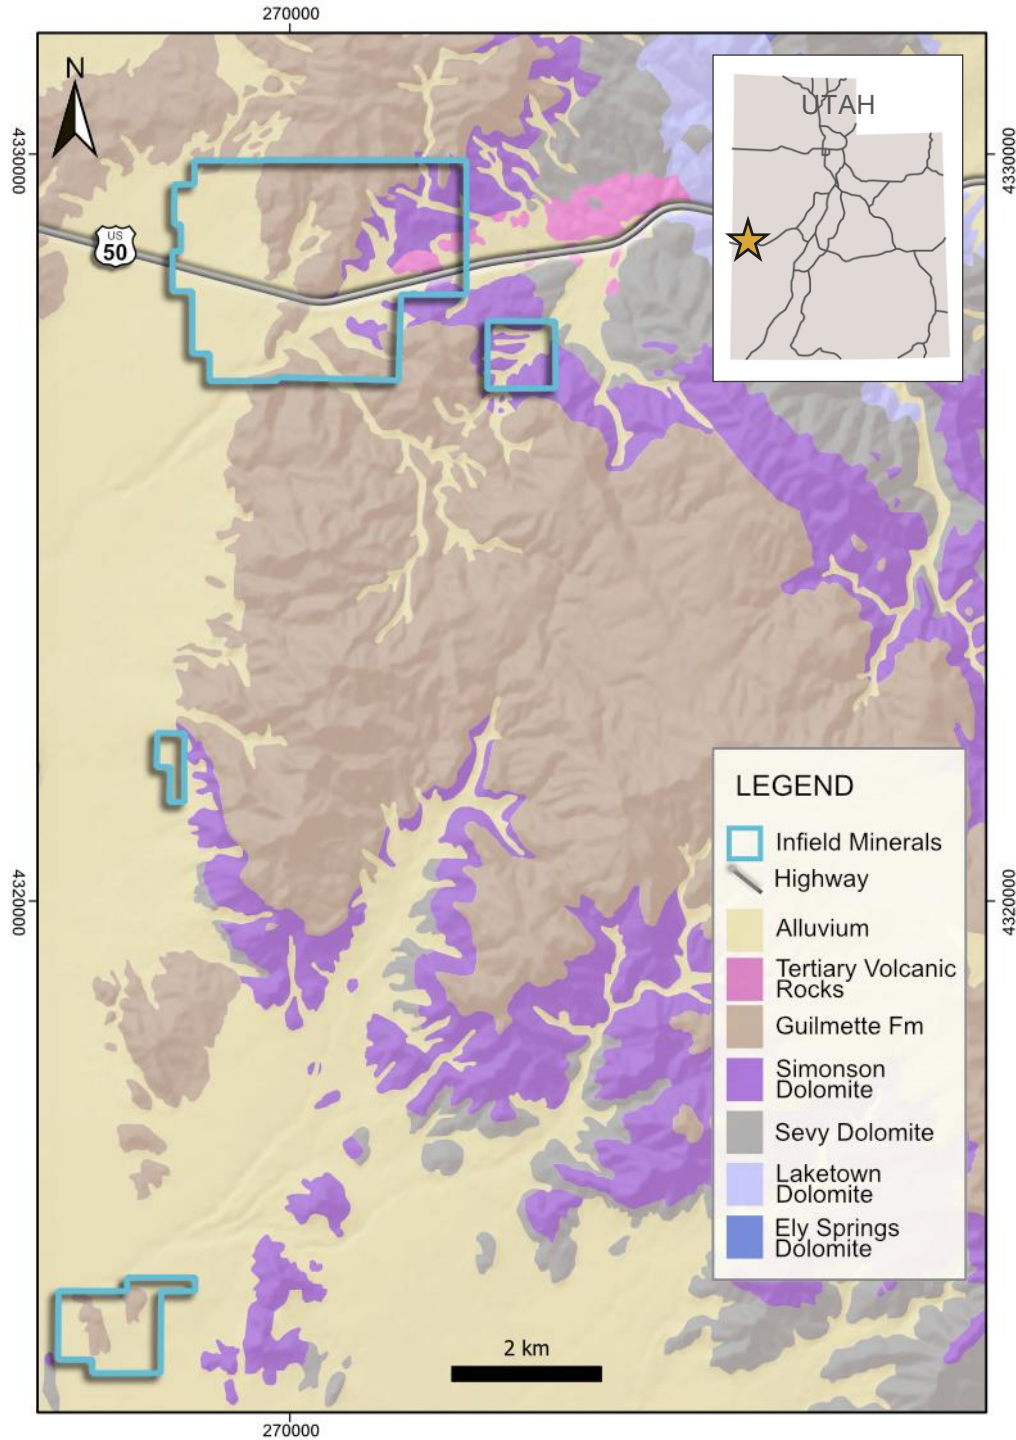 270000
N
UTAH
4330000
4330000
US
50
4320000
4320000
LEGEND
Infield Minerals
Highway
Alluvium
Tertiary Volcanic
Rocks
Guilmette Fm
Simonson
Dolomite
Sevy Dolomite
Laketown
Dolomite
Ely Springs
Dolomite
2 km
270000